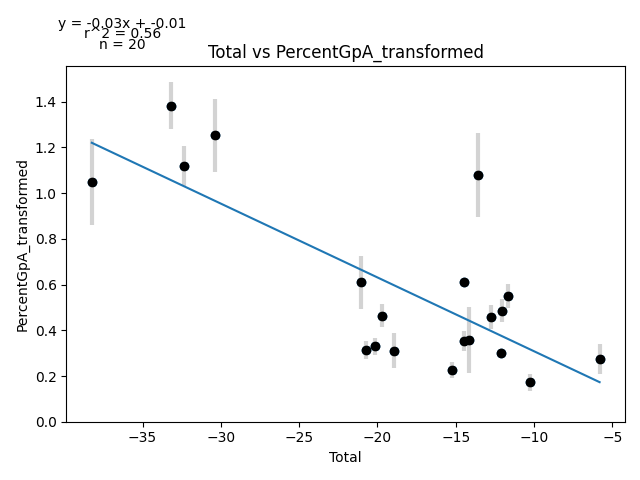 y = -0.03x + -0.01
r^2 = 0.56
n = 20
Total vs PercentGpA_transformed
PercentGpA_transformed
1.4
1.2
1.0
0.8
0.6
0.4
0.2
0.0
−35 −30 −25 −20 −15 −10 −5
Total